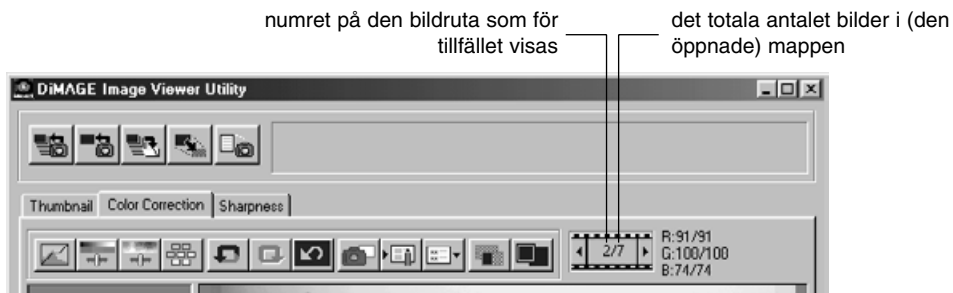 numret på den bildruta som för
tillfället visas
det totala antalet bilder i (den
öppnade) mappen
DiMAGE Image Viewer Utility
Thumbnail Color Correction Sharpness
2/7
R:91/91
G:100/100
B:74/74